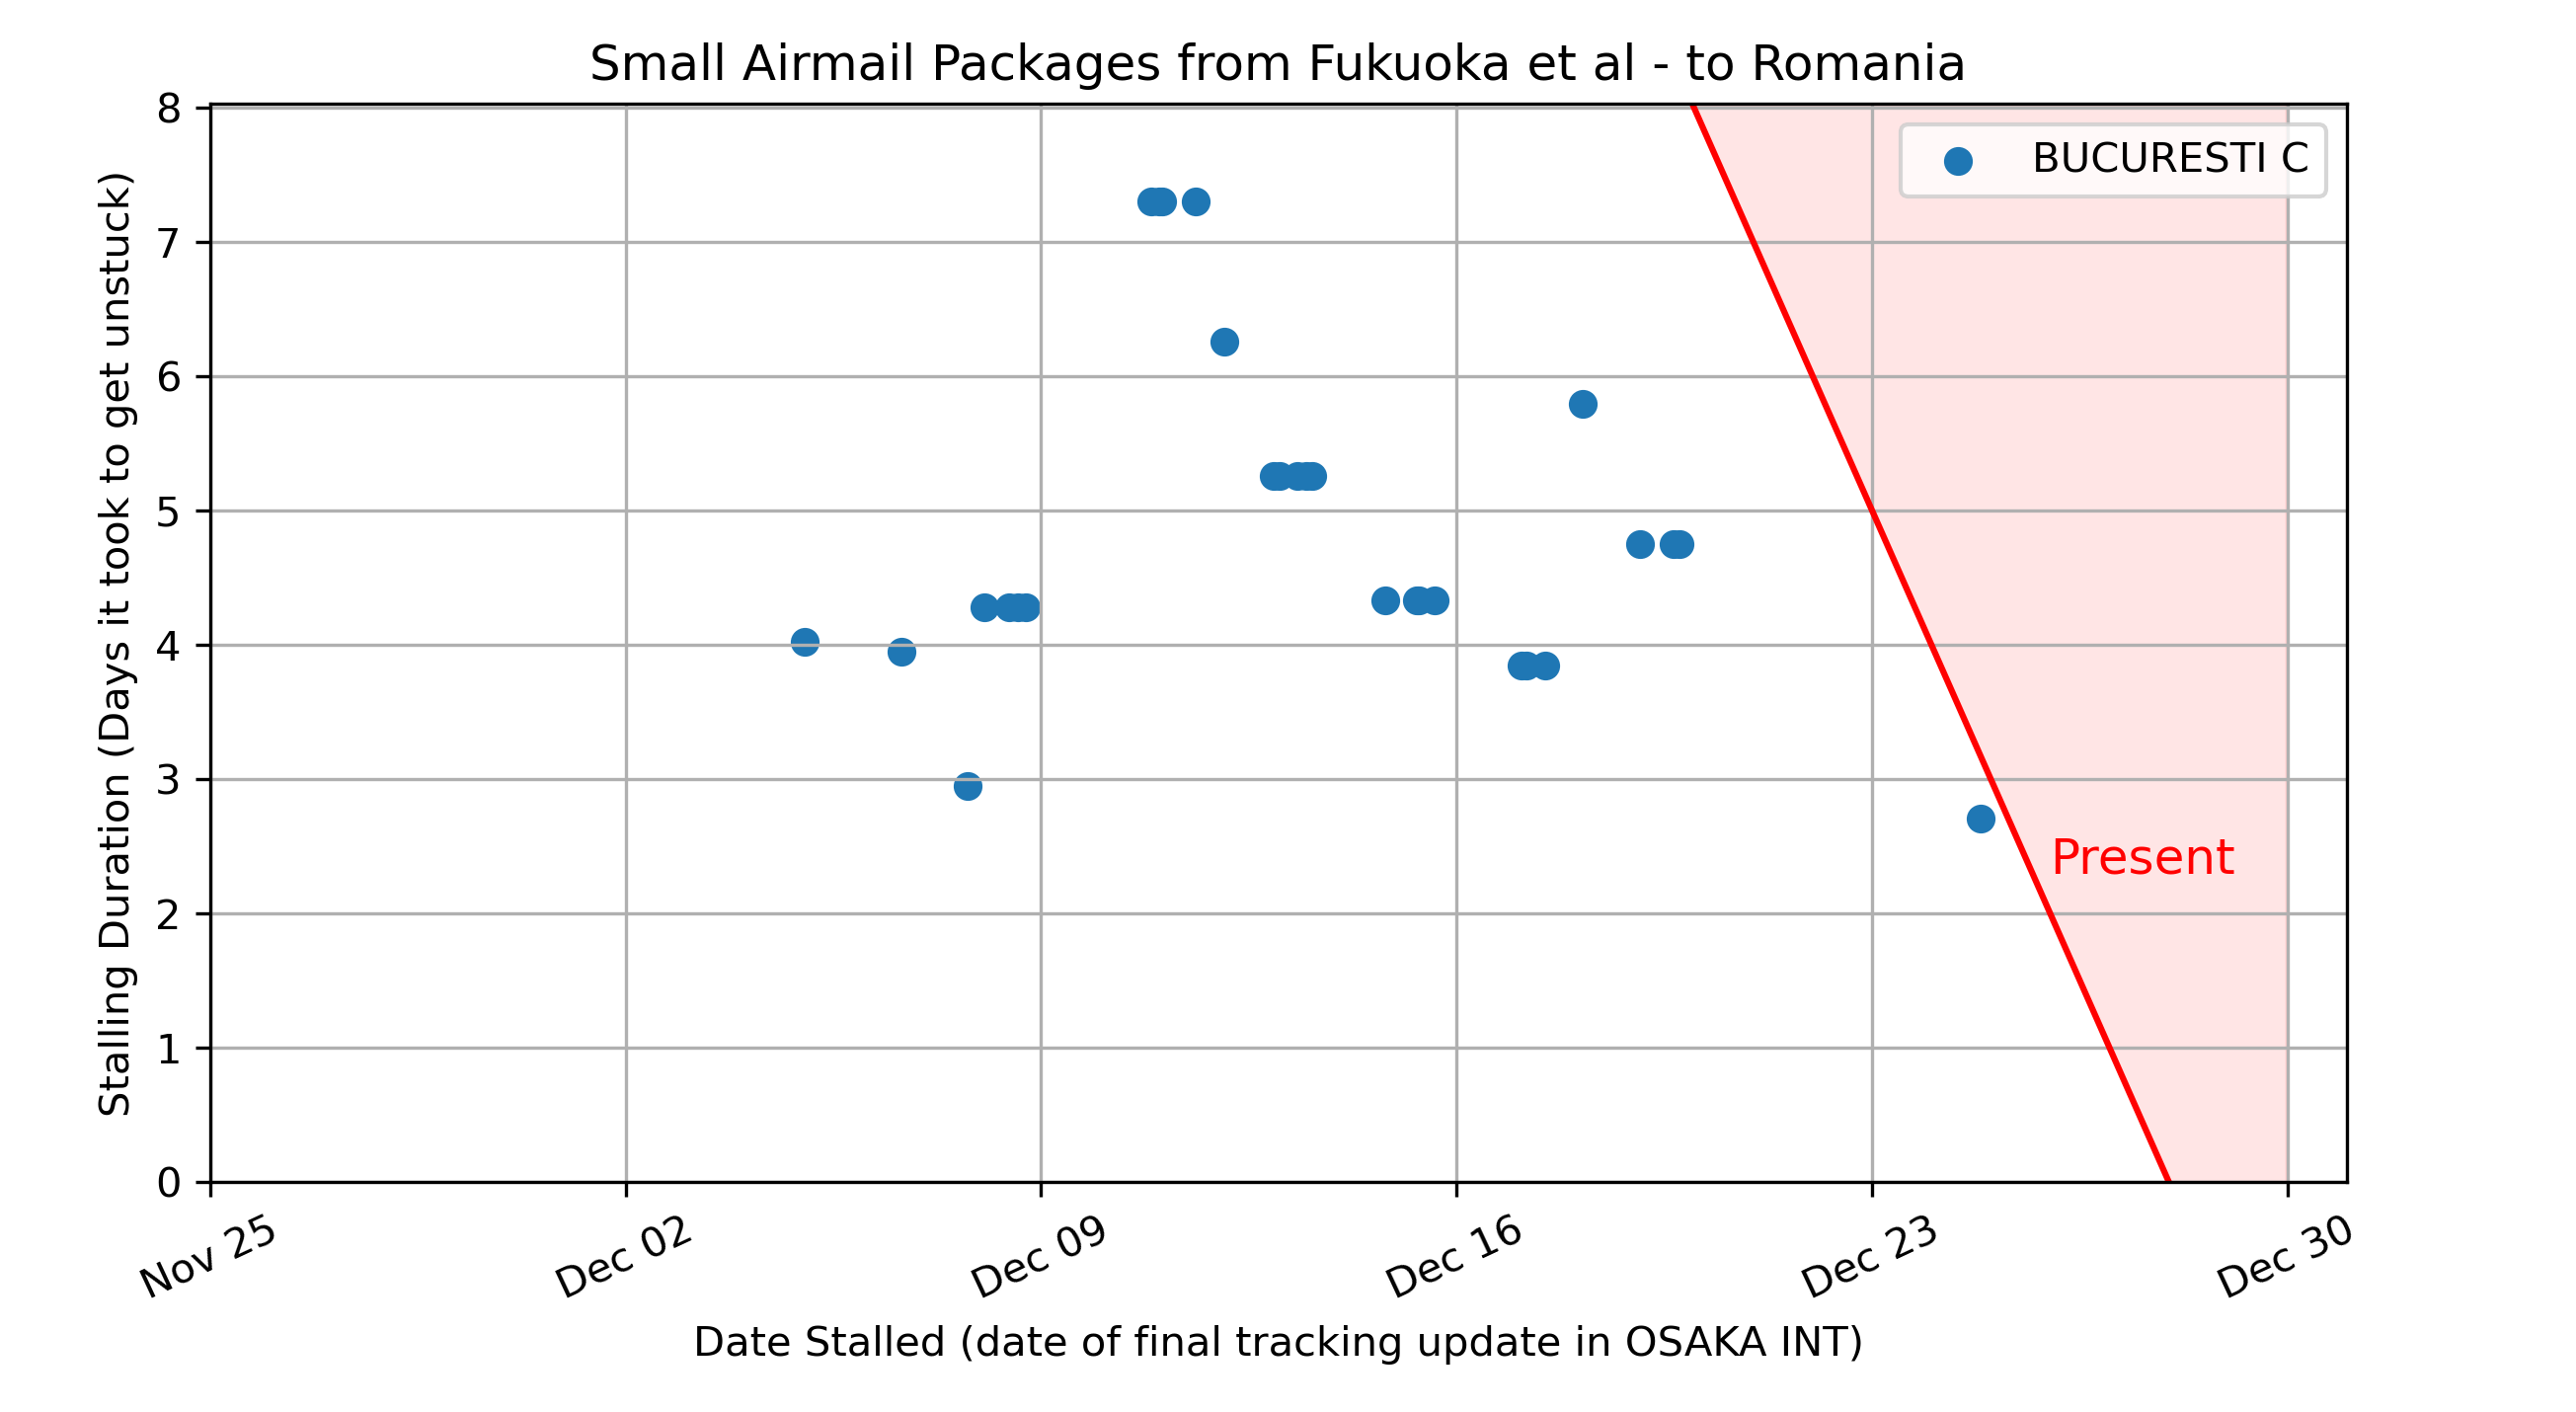 Small Airmail Packages from Fukuoka et al - to Romania
BUCURESTI C
Present
Stalling Duration (Days it took to get unstuck)
8
7
6
5
4
3
2
1
0
Nov 25
Dec 02
Dec 09
Dec 16
Dec 23
Dec 30
Date Stalled (date of final tracking update in OSAKA INT)